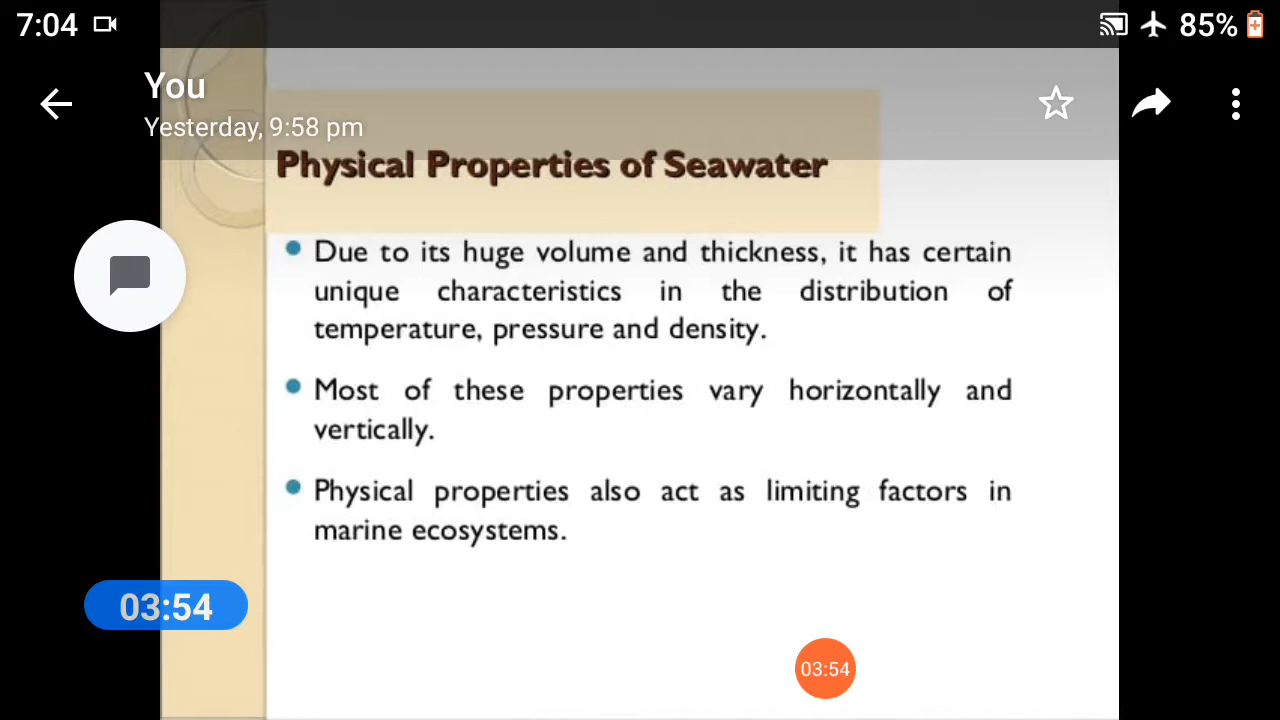 7:04
85%
You
Yesterday, 9:58 pm
Physical Properties of Seawater
Due to its huge volume and thickness, it has certain
unique characteristics in the distribution of
temperature, pressure and density.
Most of these properties vary horizontally and
vertically.
Physical properties also act as limiting factors in
marine ecosystems.
03:54
03:54